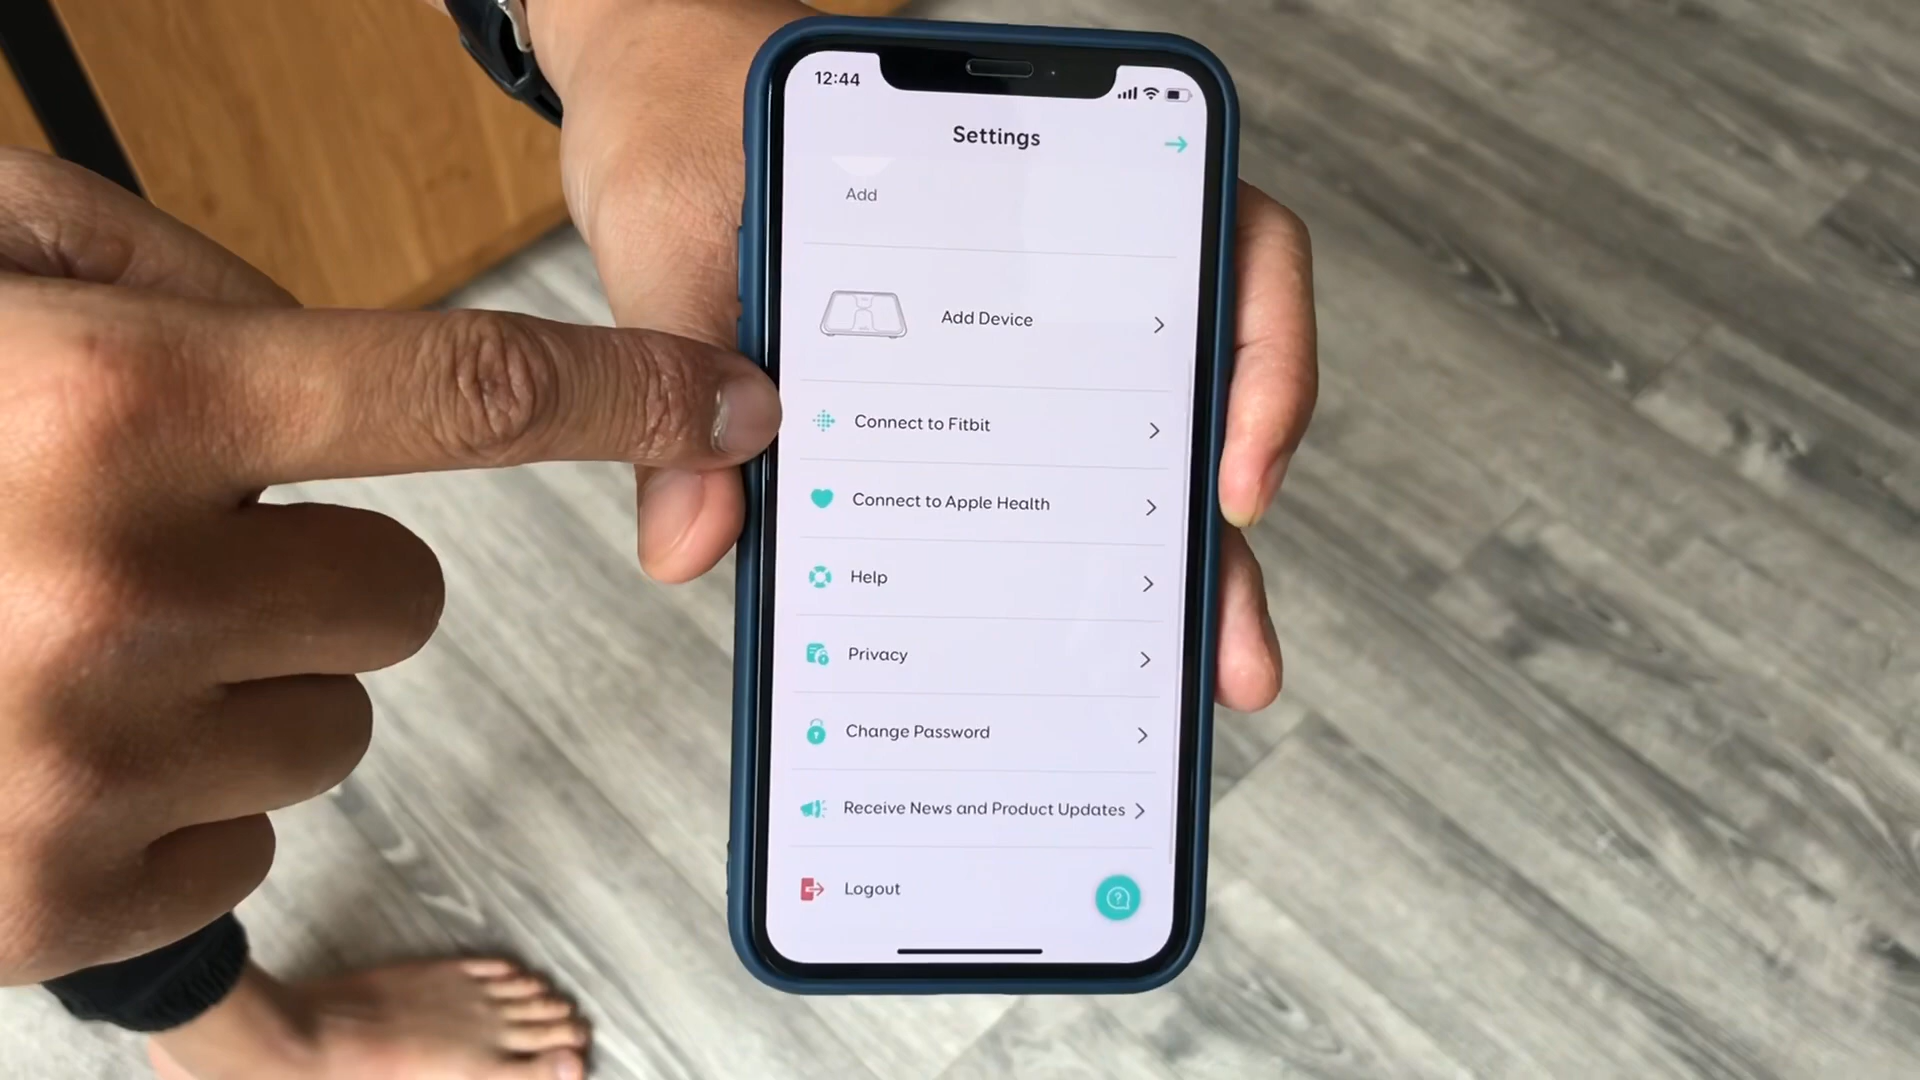 12:44
Settings
Add
Add Device
Connect to Fitbit
Connect to Apple Health
Help
Privacy
Change Password
Receive News and Product Updates
Logout